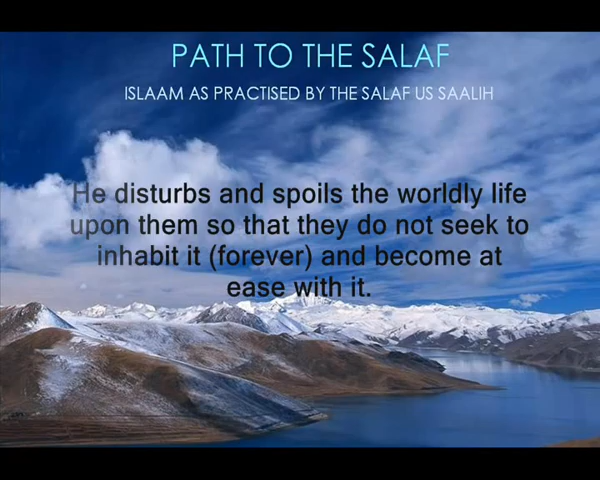 PATH TO THE SALAF
ISLAAM AS PRACTISED BY THE SALAF US SAALIH
He disturbs and spoils the worldly life
upon them so that they do not seek to
inhabit it (forever) and become at
ease with it.